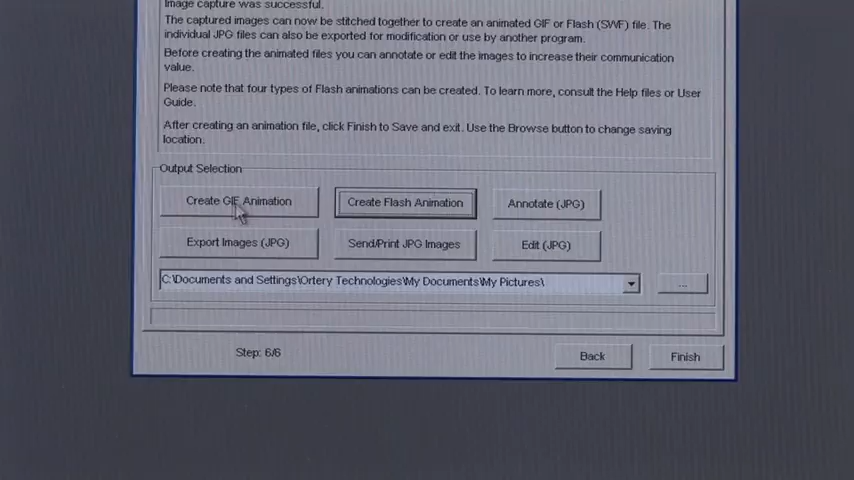 Image capture was successful.
The captured images can now be stitched together to create an animated GIF or Flash (SWF) file. The
individual JPG files can also be exported for modification or use by another program.
Before creating the animated files you can annotate or edit the images to increase their communication
value.
Please note that four types of Flash animations can be created. To learn more, consult the Help files or User
Guide.
After creating an animation file, click Finish to Save and exit. Use the Browse button to change saving
location.
Output Selection
Create GIF Animation
Create Flash Animation
Annotate (JPG)
Export Images (JPG)
Send/Print JPG Images
Edit (JPG)
C:\Documents and Settings\Ortery Technologies\My Documents\My Pictures\
...
Step: 6/6
Back
Finish